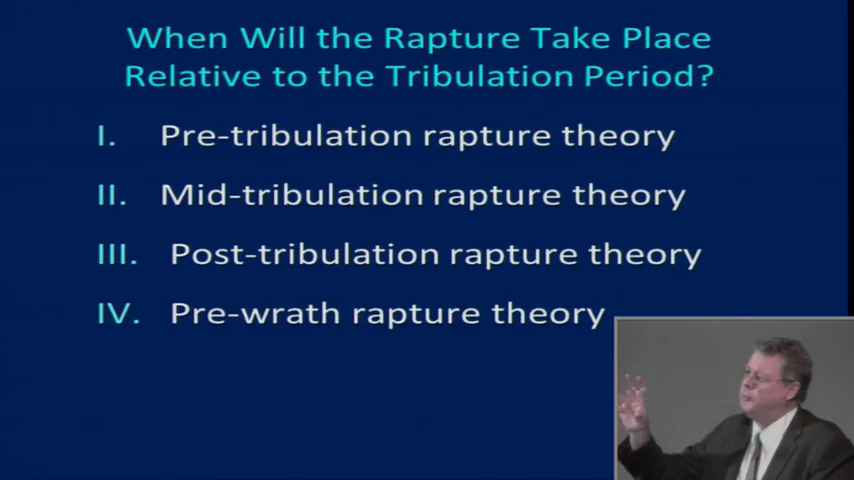 When Will the Rapture Take Place
Relative to the Tribulation Period?
I. Pre-tribulation rapture theory
II. Mid-tribulation rapture theory
III. Post-tribulation rapture theory
IV. Pre-wrath rapture theory